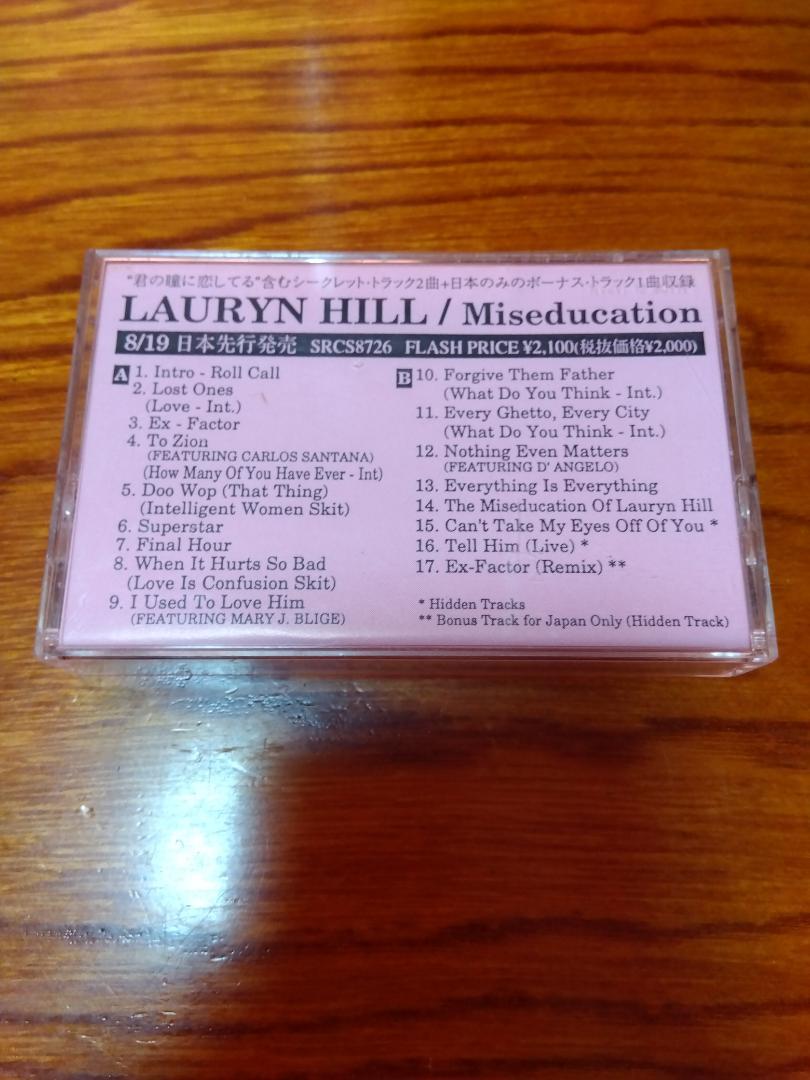 "君の瞳に恋してる"含むシークレット・トラック2曲+日本のみのボーナス・トラック1曲収録
LAURYN HILL / Miseducation
8/19 日本先行発売 SRCS8726 FLASH PRICE ¥2,100(税抜価格¥2,000)
A 1. Intro - Roll Call
2. Lost Ones
(Love - Int.)
3. Ex - Factor
4. To Zion
(FEATURING CARLOS SANTANA)
(How Many Of You Have Ever - Int)
5. Doo Wop (That Thing)
(Intelligent Women Skit)
6. Superstar
7. Final Hour
8. When It Hurts So Bad
(Love Is Confusion Skit)
9. I Used To Love Him
(FEATURING MARY J. BLIGE)
B 10. Forgive Them Father
(What Do You Think - Int.)
11. Every Ghetto, Every City
(What Do You Think - Int.)
12. Nothing Even Matters
(FEATURING D' ANGELO)
13. Everything Is Everything
14. The Miseducation Of Lauryn Hill
15. Can't Take My Eyes Off Of You *
16. Tell Him (Live) *
17. Ex-Factor (Remix) **
* Hidden Tracks
** Bonus Track for Japan Only (Hidden Track)